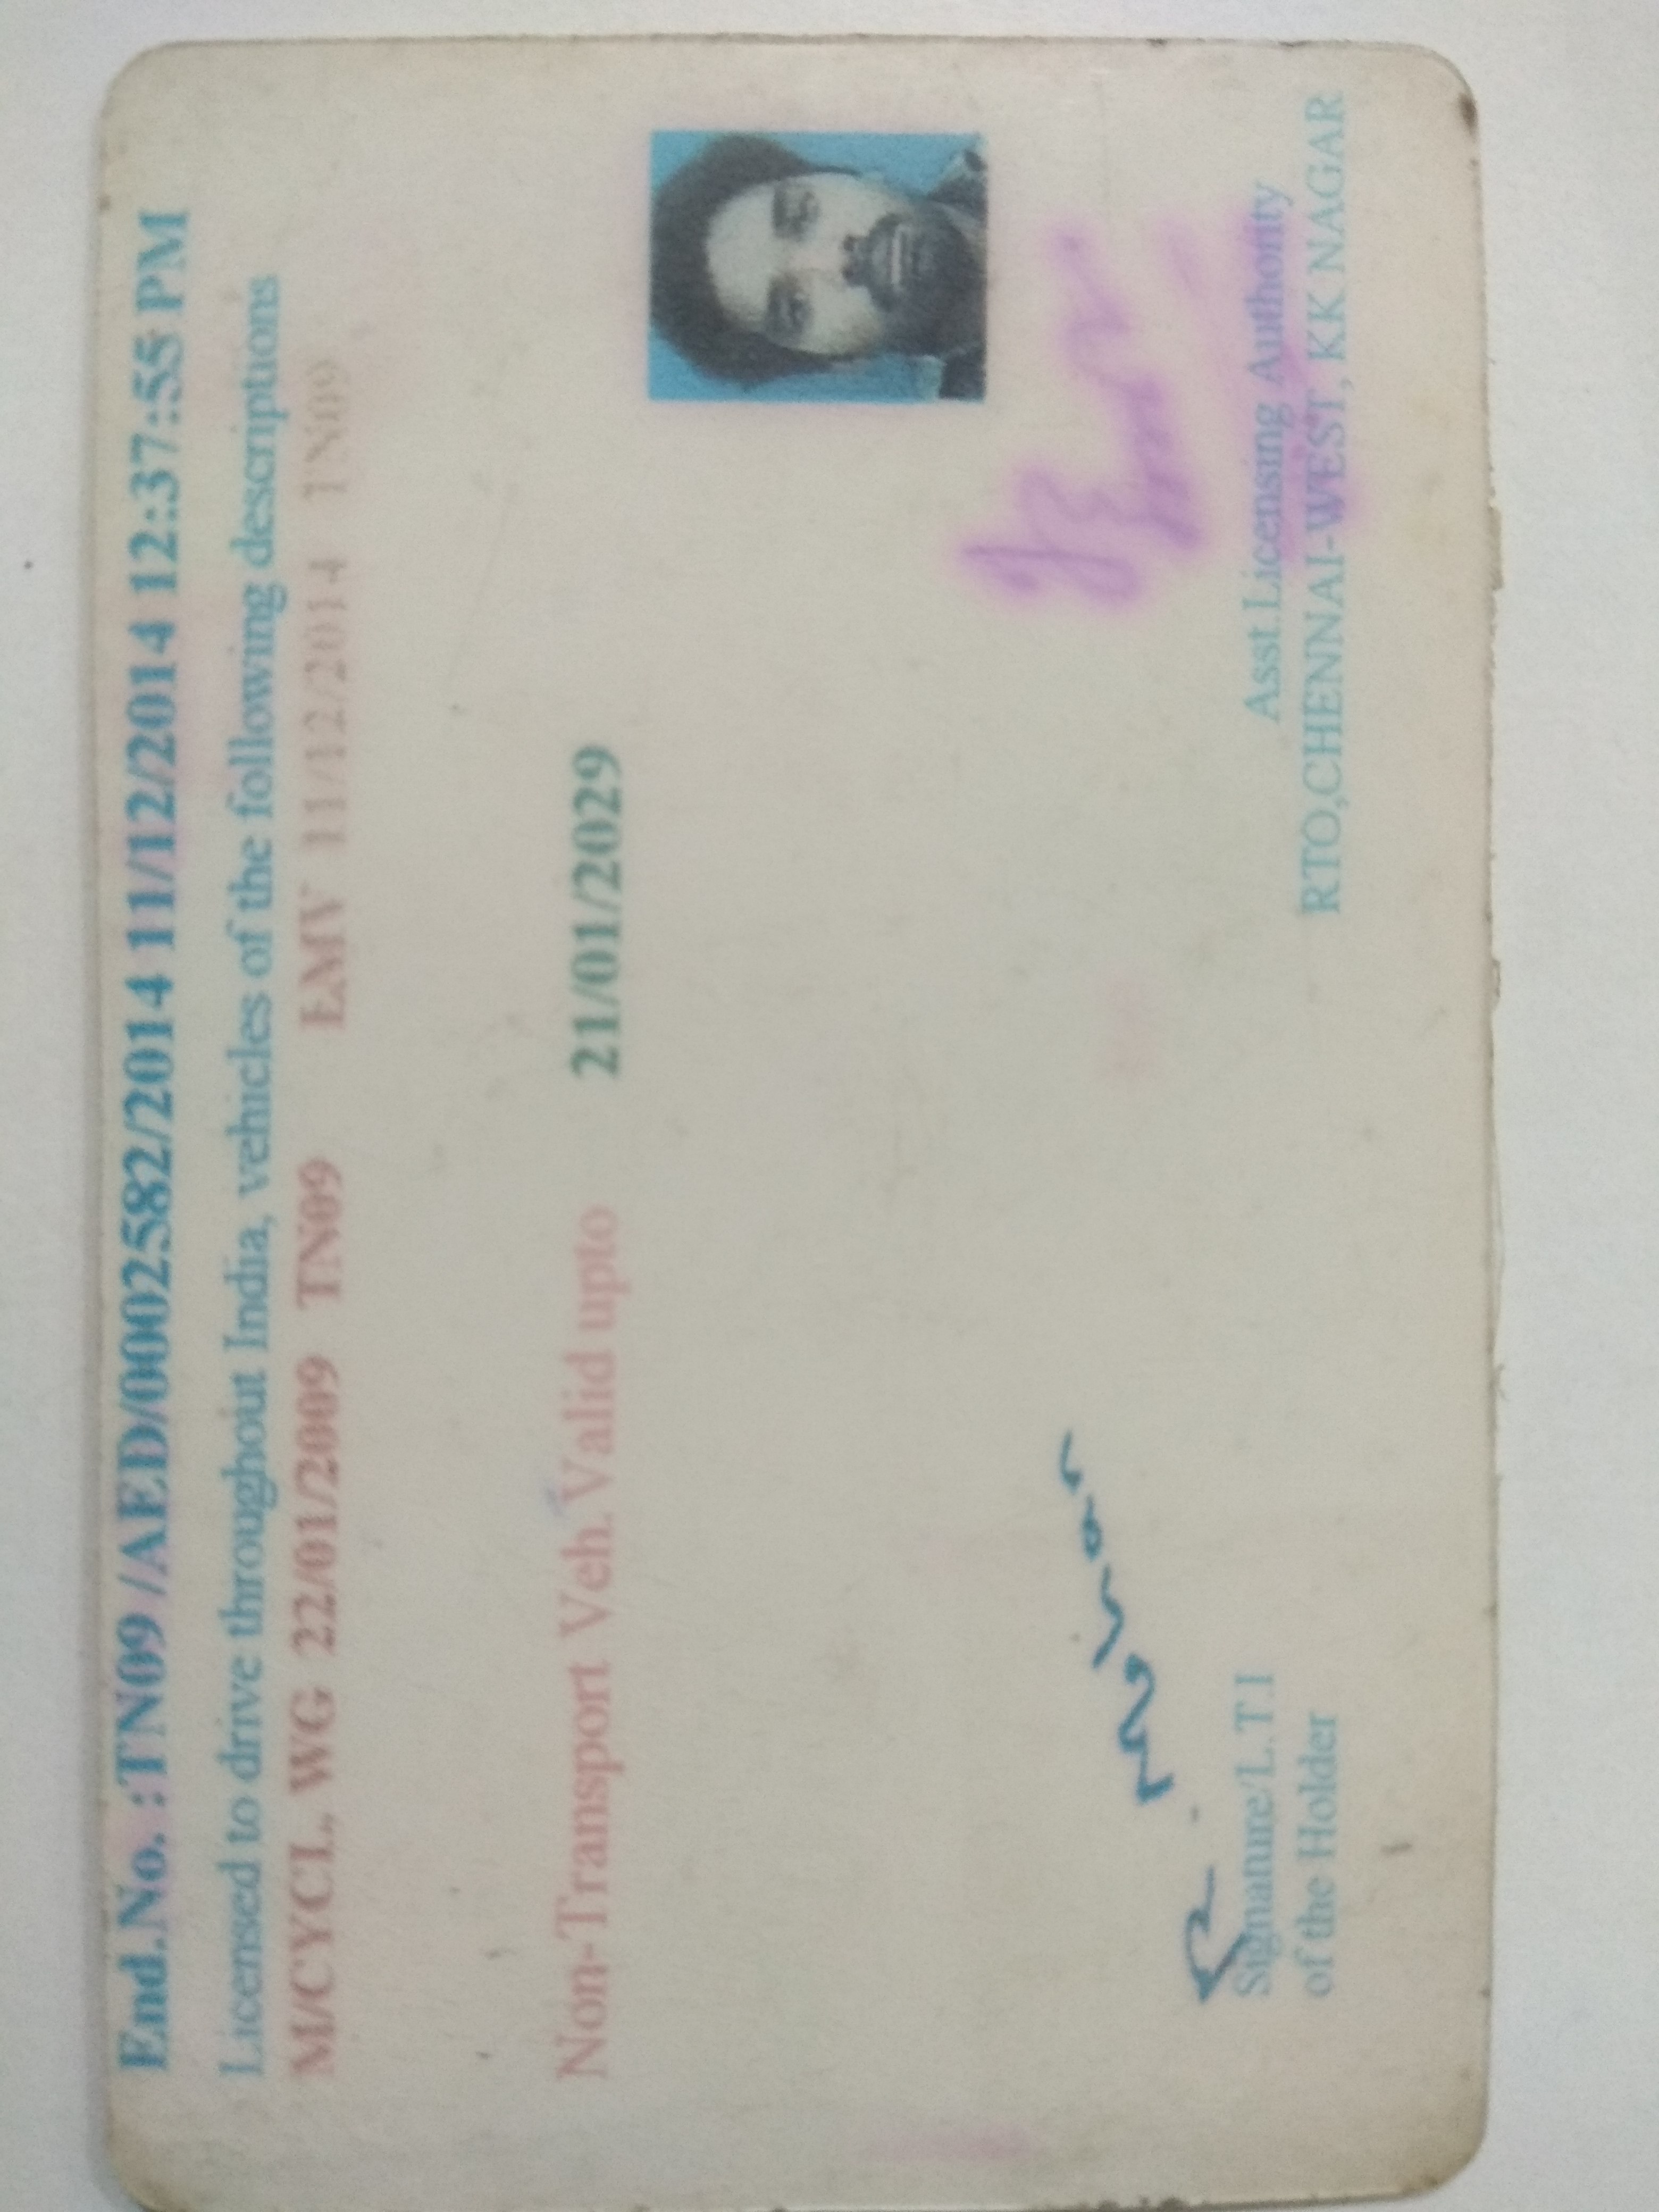 End.No. :TN09 /AED/0002582/2014 11/12/2014 12:37:55 PM
Licensed to drive throughout India, vehicles of the following descriptions
M/CYCL. WG 22/01/2009 TN09 LMV 11/12/2014 TN09
Non-Transport Veh. Valid upto 21/01/2029
Signature/L.T.I
of the Holder
Asst.Licensing Authority
RTO,CHENNAI-WEST, KK NAGAR